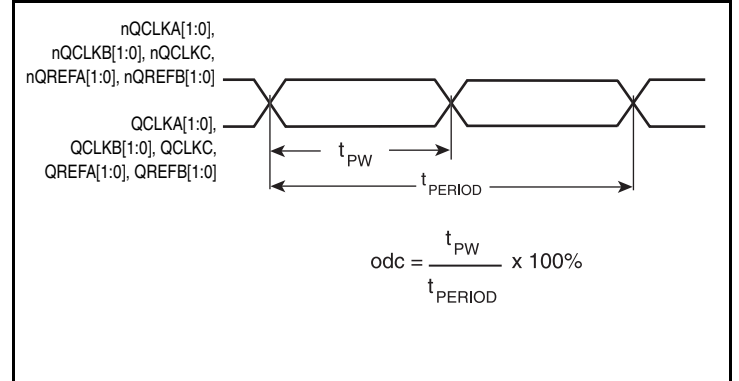 nQCLKA[1:0],
nQCLKB[1:0], nQCLKC,
nQREFA[1:0], nQREFB[1:0]
QCLKA[1:0],
QCLKB[1:0], QCLKC,
QREFA[1:0], QREFB[1:0]
tPW
tPERIOD
odc = tPW / tPERIOD x 100%